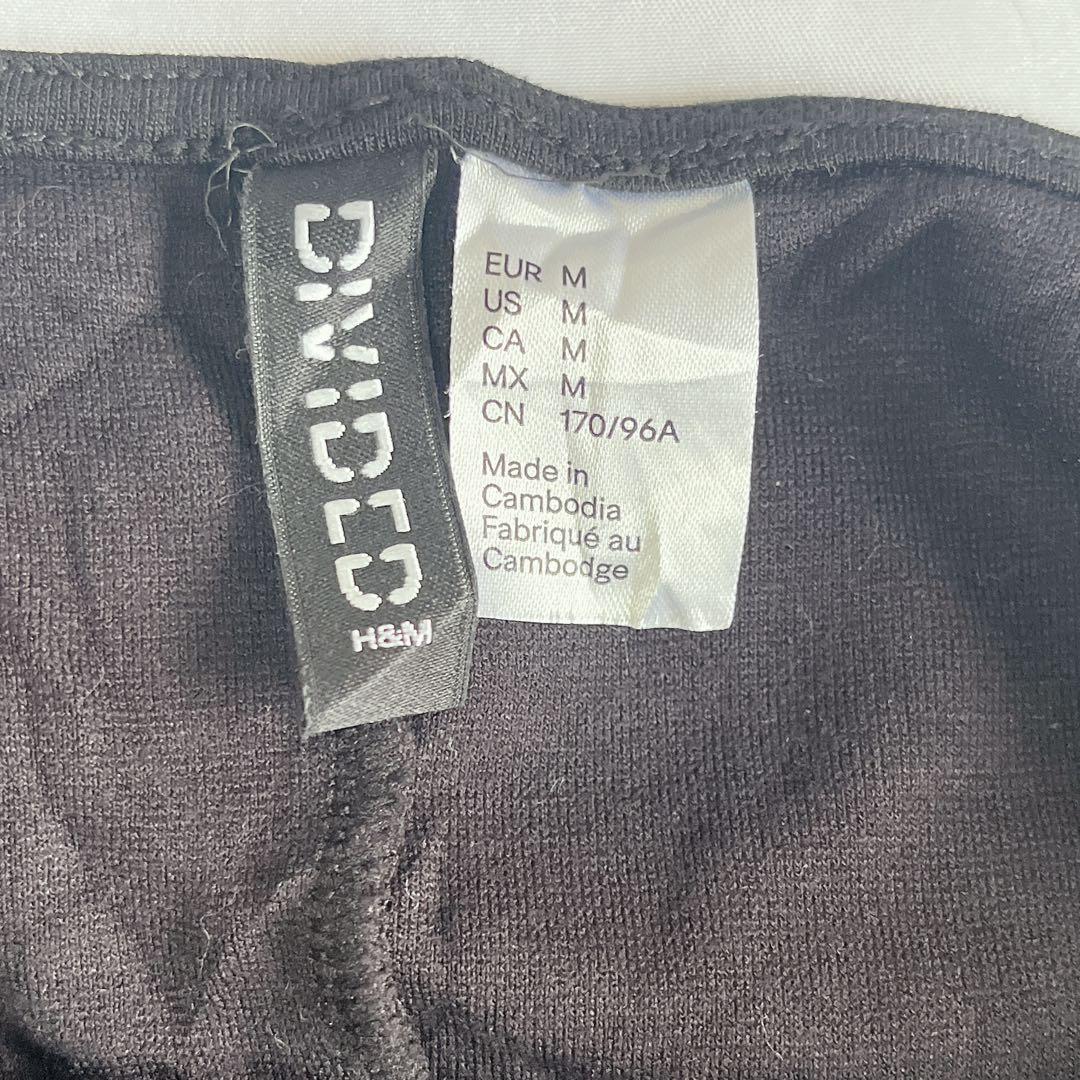 DIVIDED
H&M
EUR M
US M
CA M
MX M
CN 170/96A
Made in
Cambodia
Fabriqué au
Cambodge